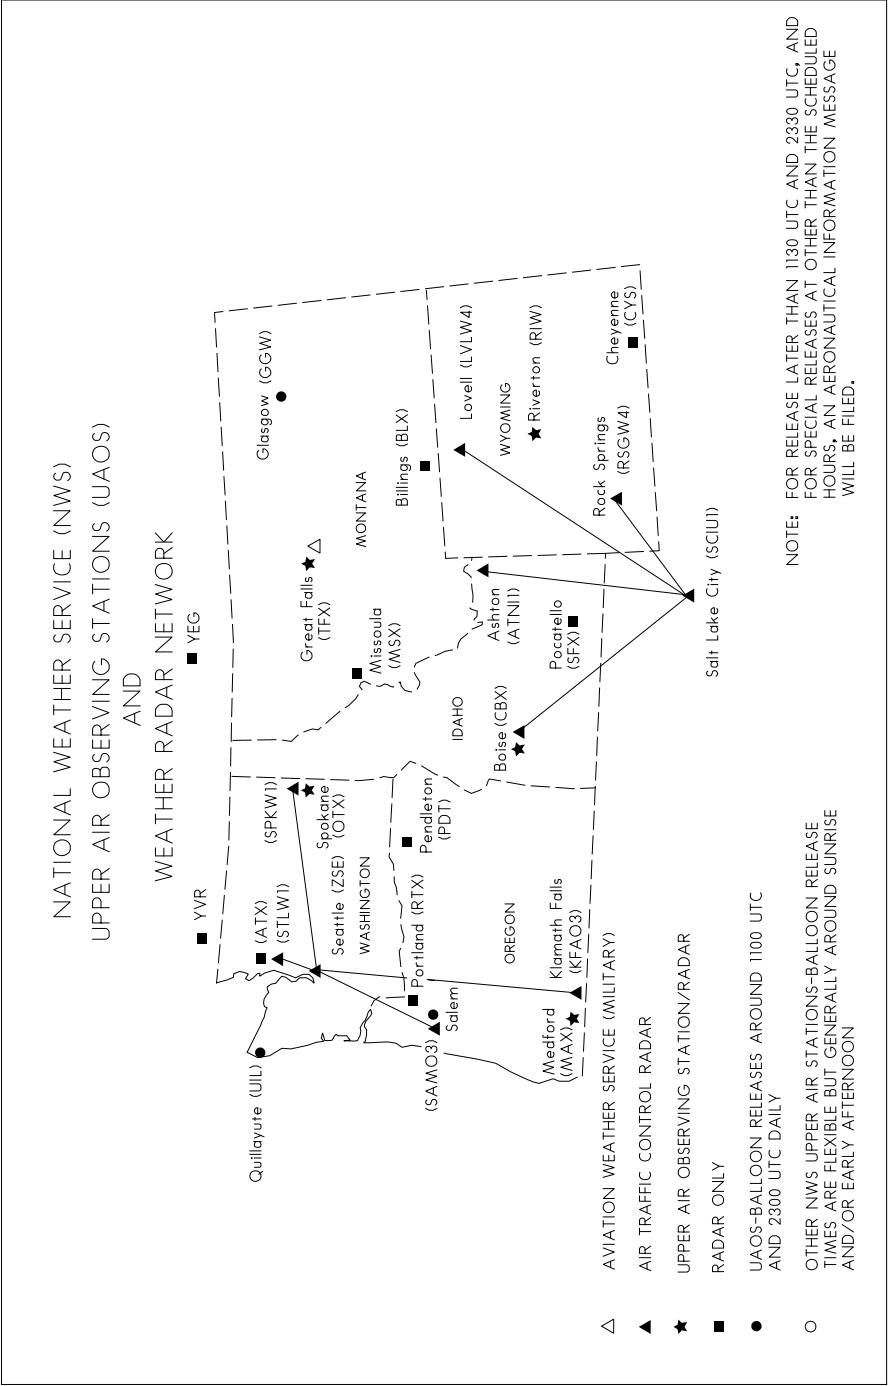 NATIONAL WEATHER SERVICE (NWS)
UPPER AIR OBSERVING STATIONS (UAOS)
AND
WEATHER RADAR NETWORK
YVR
YEG
(ATX)
(STLW1)
(SPKW1)
Spokane
(OTX)
Seattle (ZSE)
WASHINGTON
Quillayute (UIL)
Great Falls
(TFX)
Glasgow (GGW)
MONTANA
Missoula
(MSX)
Billings (BLX)
Portland (RTX)
Pendleton
(PDT)
(SAMO3)
Salem
OREGON
IDAHO
Ashton
(ATNI1)
Lovell (LVLW4)
WYOMING
Riverton (RIW)
Boise (CBX)
Pocatello
(SFX)
Medford
(MAX)
Klamath Falls
(KFAO3)
Rock Springs
(RSGW4)
Cheyenne
(CYS)
Salt Lake City (SCIU1)
AVIATION WEATHER SERVICE (MILITARY)
AIR TRAFFIC CONTROL RADAR
UPPER AIR OBSERVING STATION/RADAR
RADAR ONLY
UAOS-BALLOON RELEASES AROUND 1100 UTC
AND 2300 UTC DAILY
OTHER NWS UPPER AIR STATIONS-BALLOON RELEASE
TIMES ARE FLEXIBLE BUT GENERALLY AROUND SUNRISE
AND/OR EARLY AFTERNOON
NOTE: FOR RELEASE LATER THAN 1130 UTC AND 2330 UTC, AND
FOR SPECIAL RELEASES AT OTHER THAN THE SCHEDULED
HOURS, AN AERONAUTICAL INFORMATION MESSAGE
WILL BE FILED.